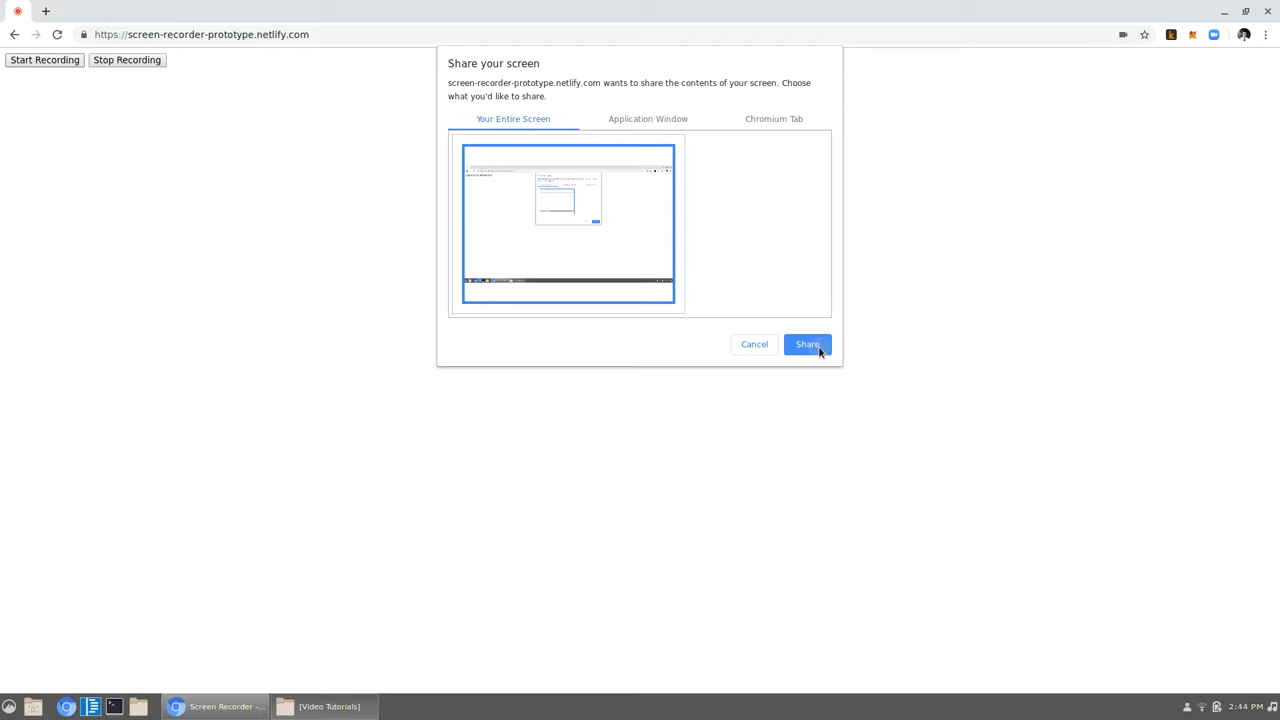 https://screen-recorder-prototype.netlify.com
Start Recording Stop Recording
Share your screen
screen-recorder-prototype.netlify.com wants to share the contents of your screen. Choose
what you'd like to share.
Your Entire Screen Application Window Chromium Tab
Cancel Share
Screen Recorder -... [Video Tutorials] 2:44 PM